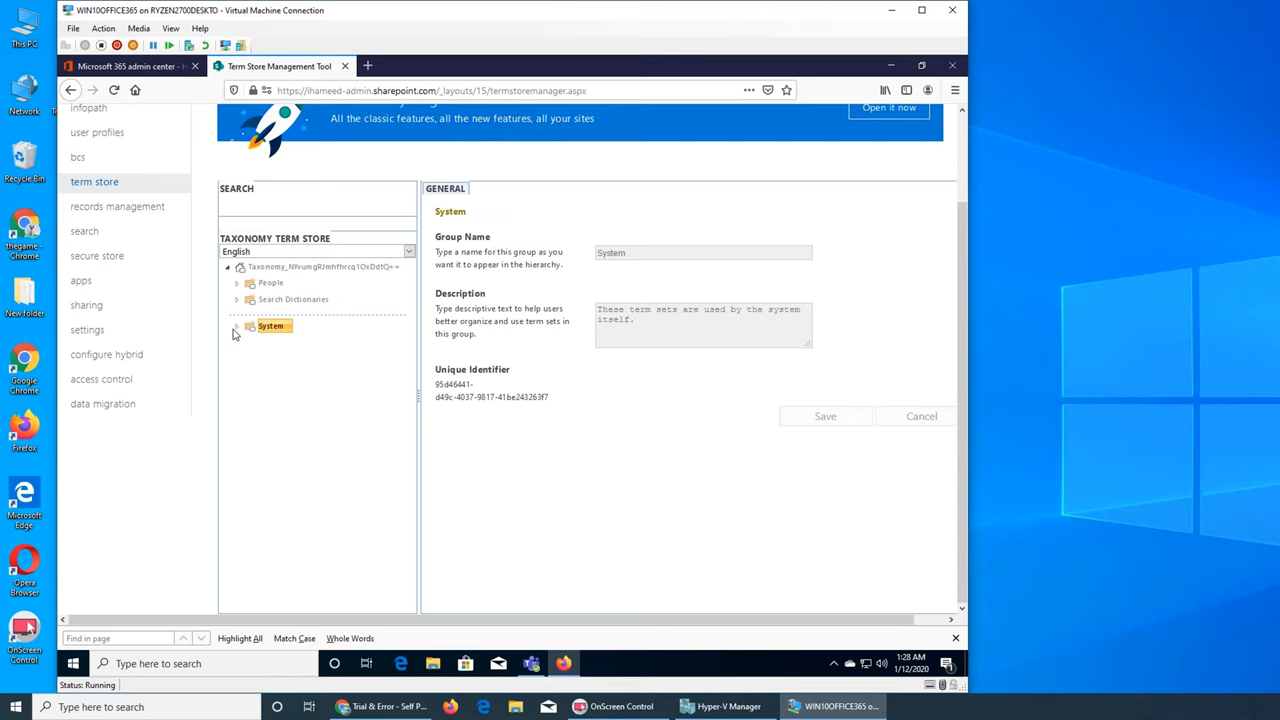 This PC
Network
Recycle Bin
thegame -
Chrome
New folder
Google
Chrome
Firefox
Microsoft
Edge
Opera
Browser
OnScreen
Control
WIN10OFFICE365 on RYZEN2700DESKTO - Virtual Machine Connection
File Action Media View Help
Microsoft 365 admin center - H
Term Store Management Tool
https://ihameed-admin.sharepoint.com/_layouts/15/termstoremanager.aspx
infopath
user profiles
bcs
term store
records management
search
secure store
apps
sharing
settings
configure hybrid
access control
data migration
All the classic features, all the new features, all your sites
Open it now
SEARCH
TAXONOMY TERM STORE
English
People
Search Dictionaries
System
GENERAL
System
Group Name
Type a name for this group as you
want it to appear in the hierarchy.
System
Description
Type descriptive text to help users
better organize and use term sets in
this group.
These term sets are used by the system
itself.
Unique Identifier
95d46441-
d49c-4037-9817-41be243263f7
Save Cancel
Find in page
Highlight All Match Case Whole Words
Type here to search
1:28 AM
1/12/2020
Status: Running
Type here to search
Trial & Error - Self P...
OnScreen Control
Hyper-V Manager
WIN10OFFICE365 o...